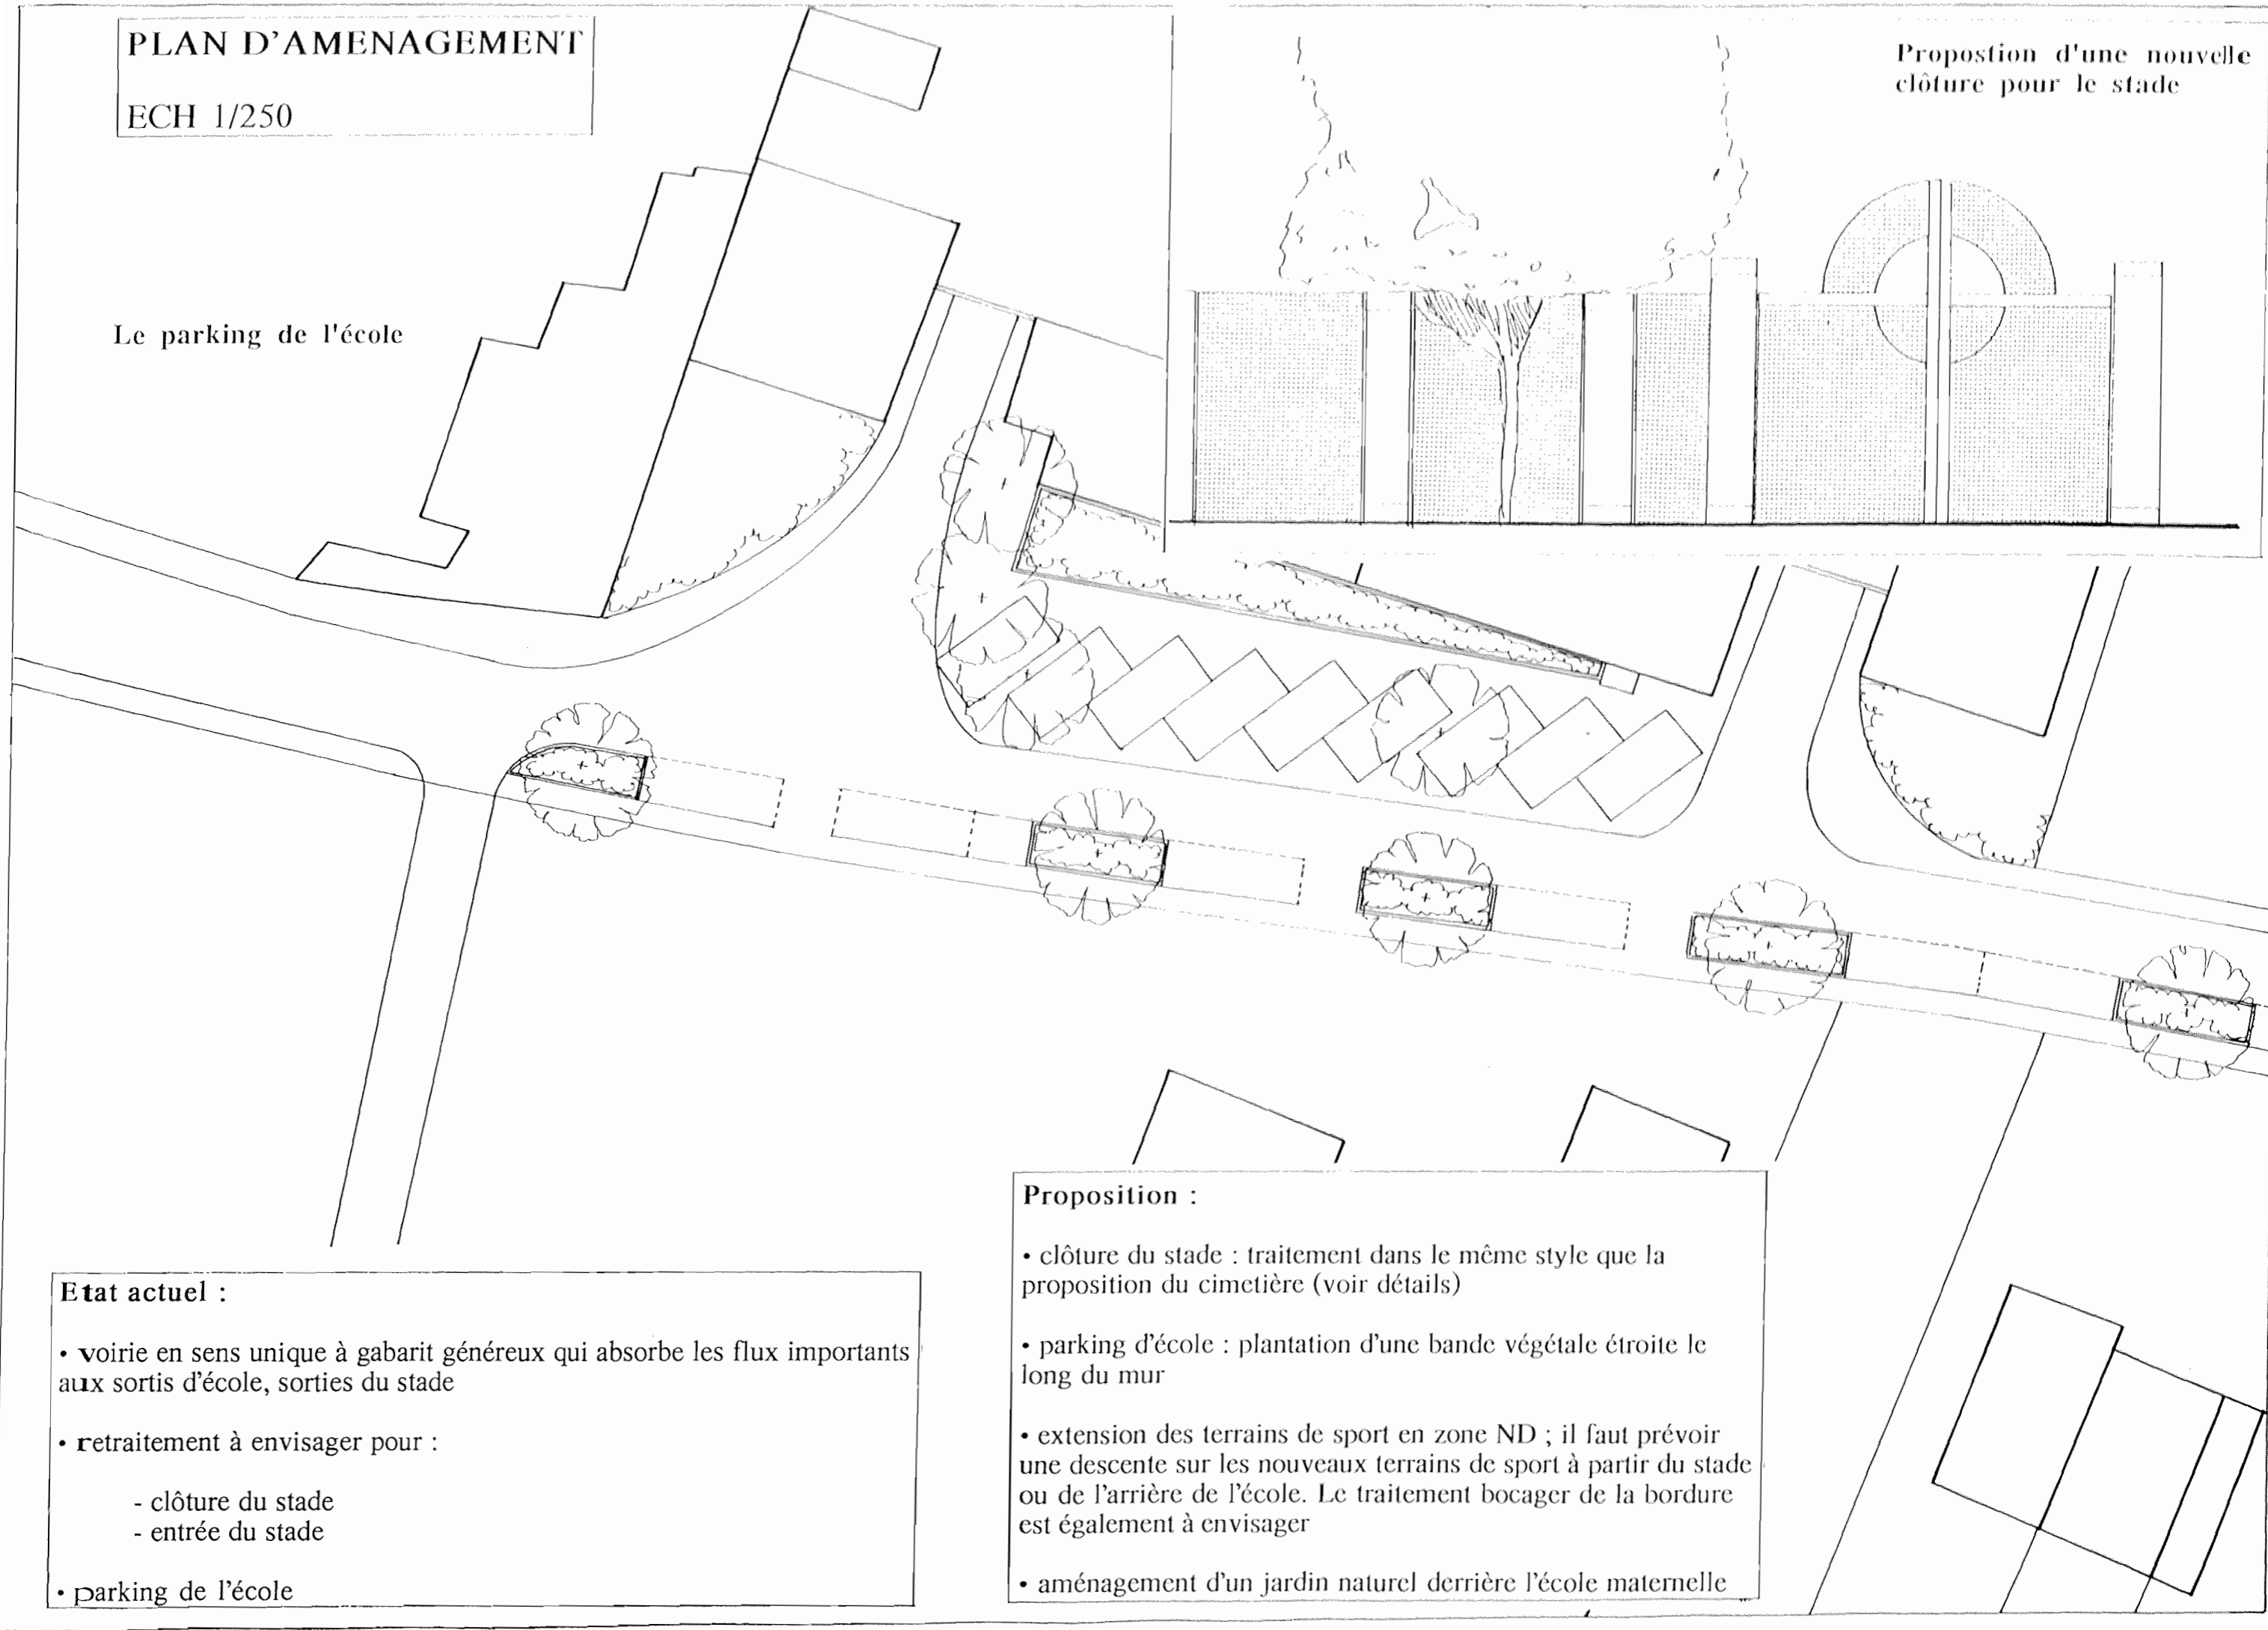 PLAN D'AMENAGEMENT
ECH 1/250
Le parking de l'école
Propostion d'une nouvelle
clôture pour le stade
Etat actuel :
• voirie en sens unique à gabarit généreux qui absorbe les flux importants
aux sortis d'école, sorties du stade
• retraitement à envisager pour :
- clôture du stade
- entrée du stade
• parking de l'école
Proposition :
• clôture du stade : traitement dans le même style que la
proposition du cimetière (voir détails)
• parking d'école : plantation d'une bande végétale étroite le
long du mur
• extension des terrains de sport en zone ND ; il faut prévoir
une descente sur les nouveaux terrains de sport à partir du stade
ou de l'arrière de l'école. Le traitement bocager de la bordure
est également à envisager
• aménagement d'un jardin naturel derrière l'école maternelle